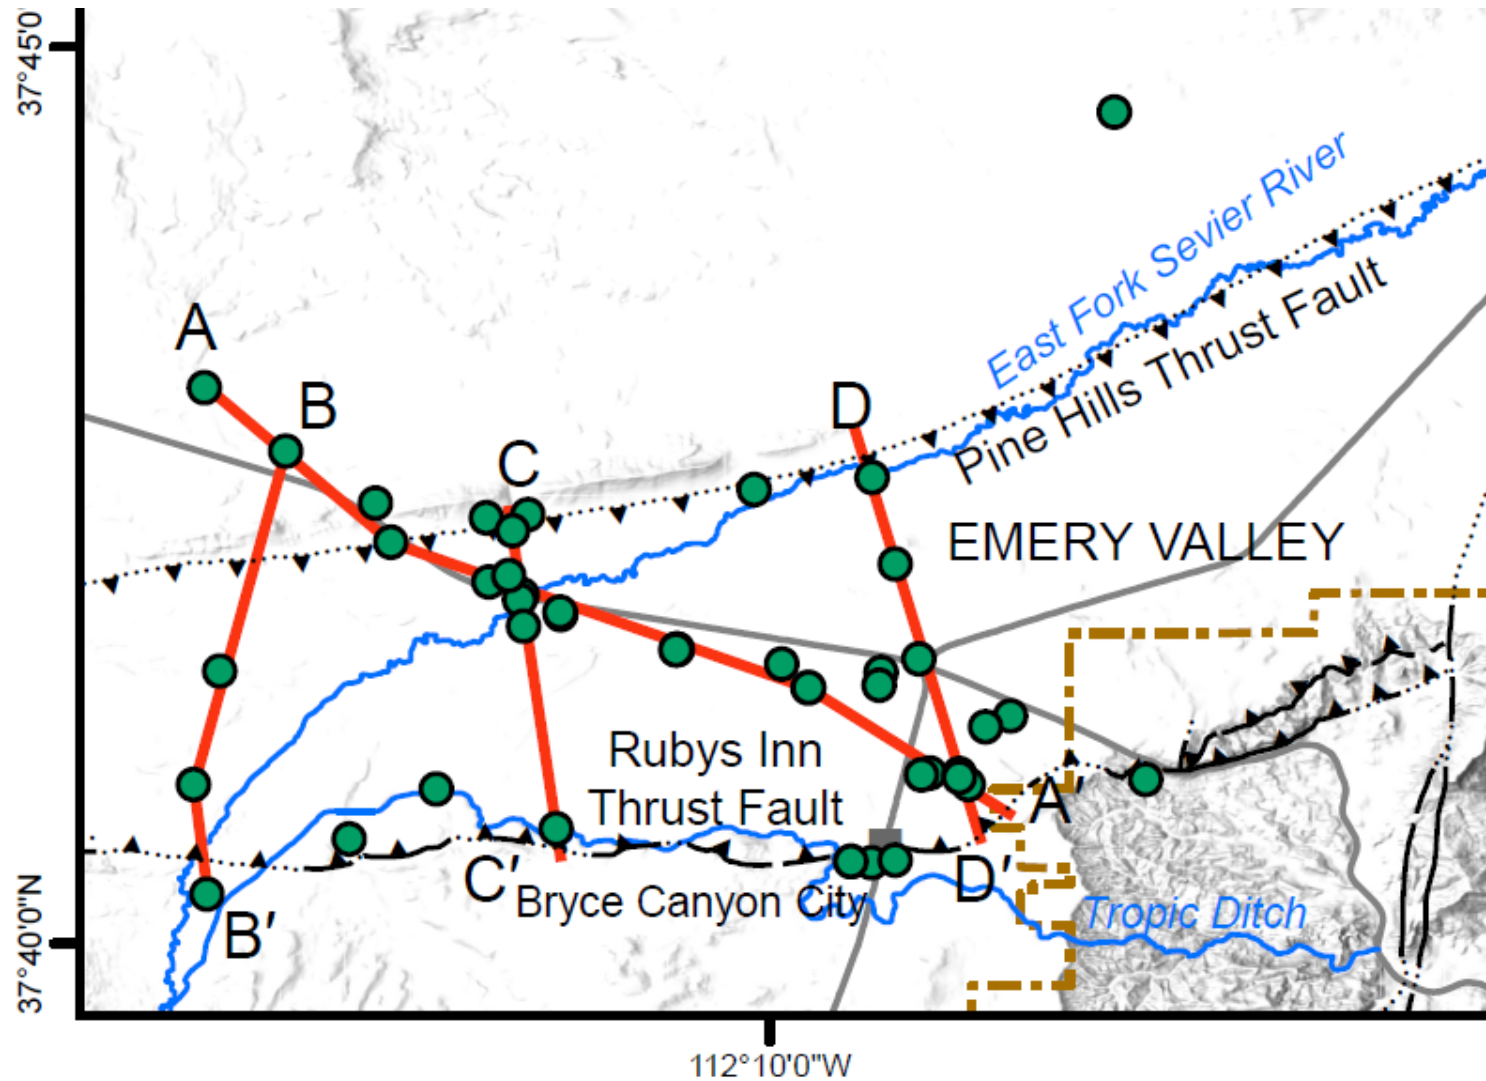 37°45'0
East Fork Sevier River
Pine Hills Thrust Fault
A
B
C
D
EMERY VALLEY
Rubys Inn
Thrust Fault
A′
C′
D′
Bryce Canyon City
B′
Tropic Ditch
37°40'0"N
112°10'0"W